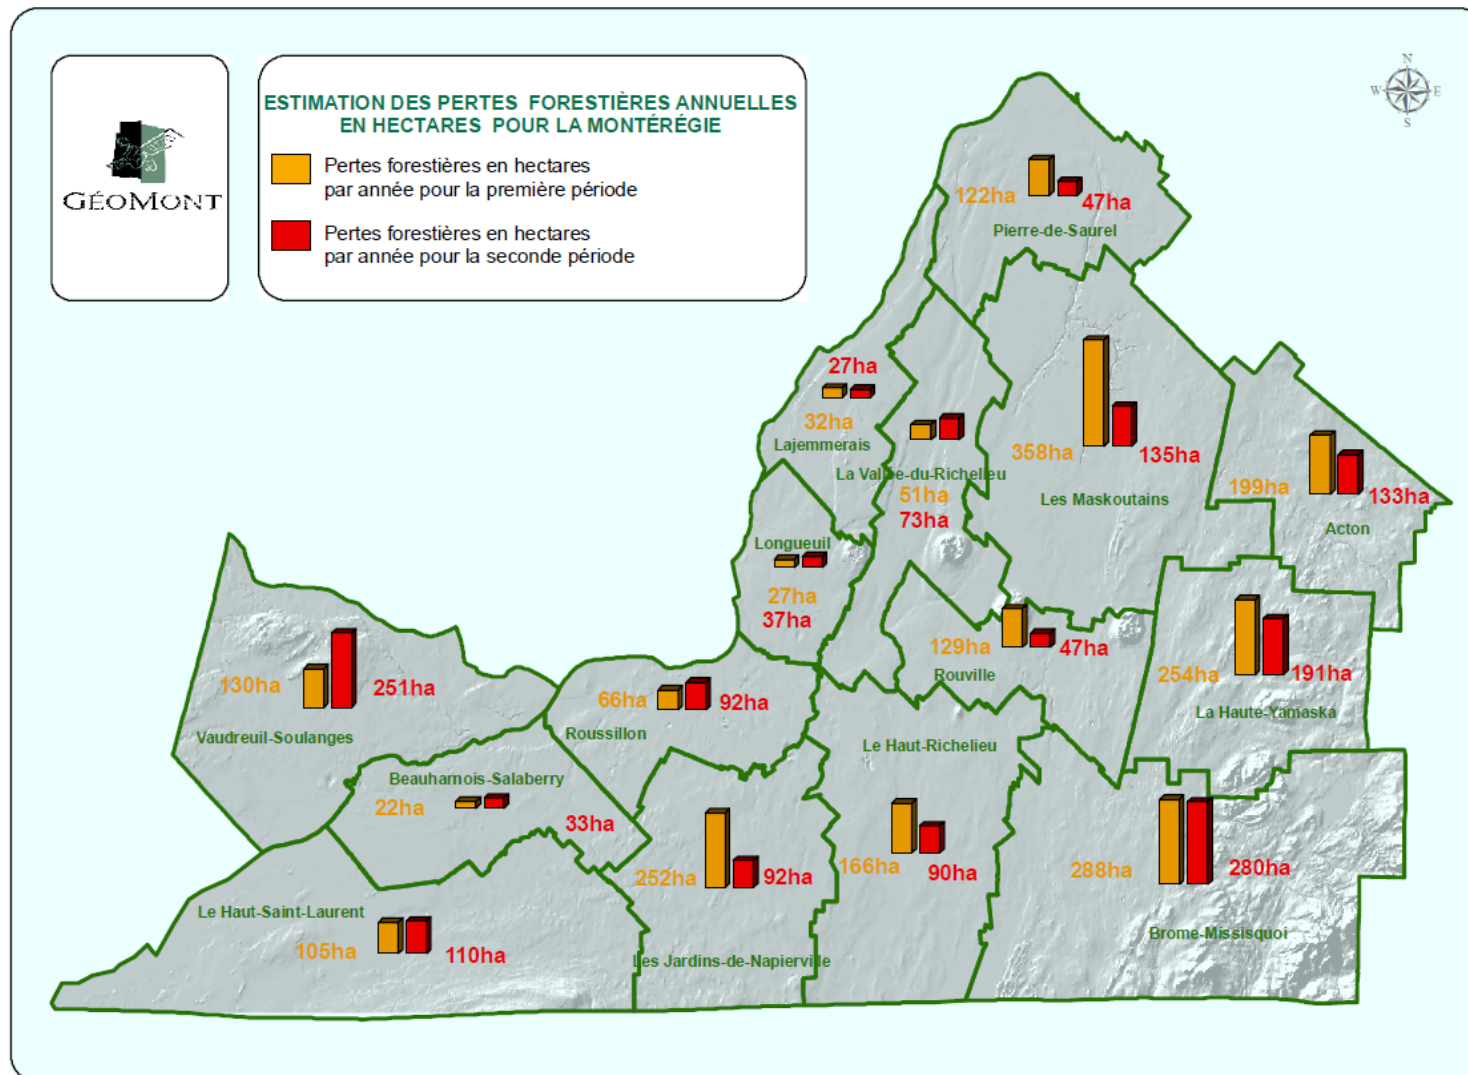 GÉOMONT
ESTIMATION DES PERTES FORESTIÈRES ANNUELLES
EN HECTARES POUR LA MONTÉRÉGIE
Pertes forestières en hectares
par année pour la première période
Pertes forestières en hectares
par année pour la seconde période
N
W E
S
122ha
47ha
Pierre-de-Saurel
27ha
32ha
Lajemmerais
La Vallée-du-Richelieu
51ha
73ha
358ha
135ha
Les Maskoutains
199ha
133ha
Acton
Longueuil
27ha
37ha
129ha
47ha
Rouville
254ha
191ha
La Haute-Yamaska
130ha
251ha
Vaudreuil-Soulanges
66ha
92ha
Roussillon
Le Haut-Richelieu
166ha
90ha
Beauharnois-Salaberry
22ha
33ha
252ha
92ha
Les Jardins-de-Napierville
288ha
280ha
Brome-Missisquoi
Le Haut-Saint-Laurent
105ha
110ha